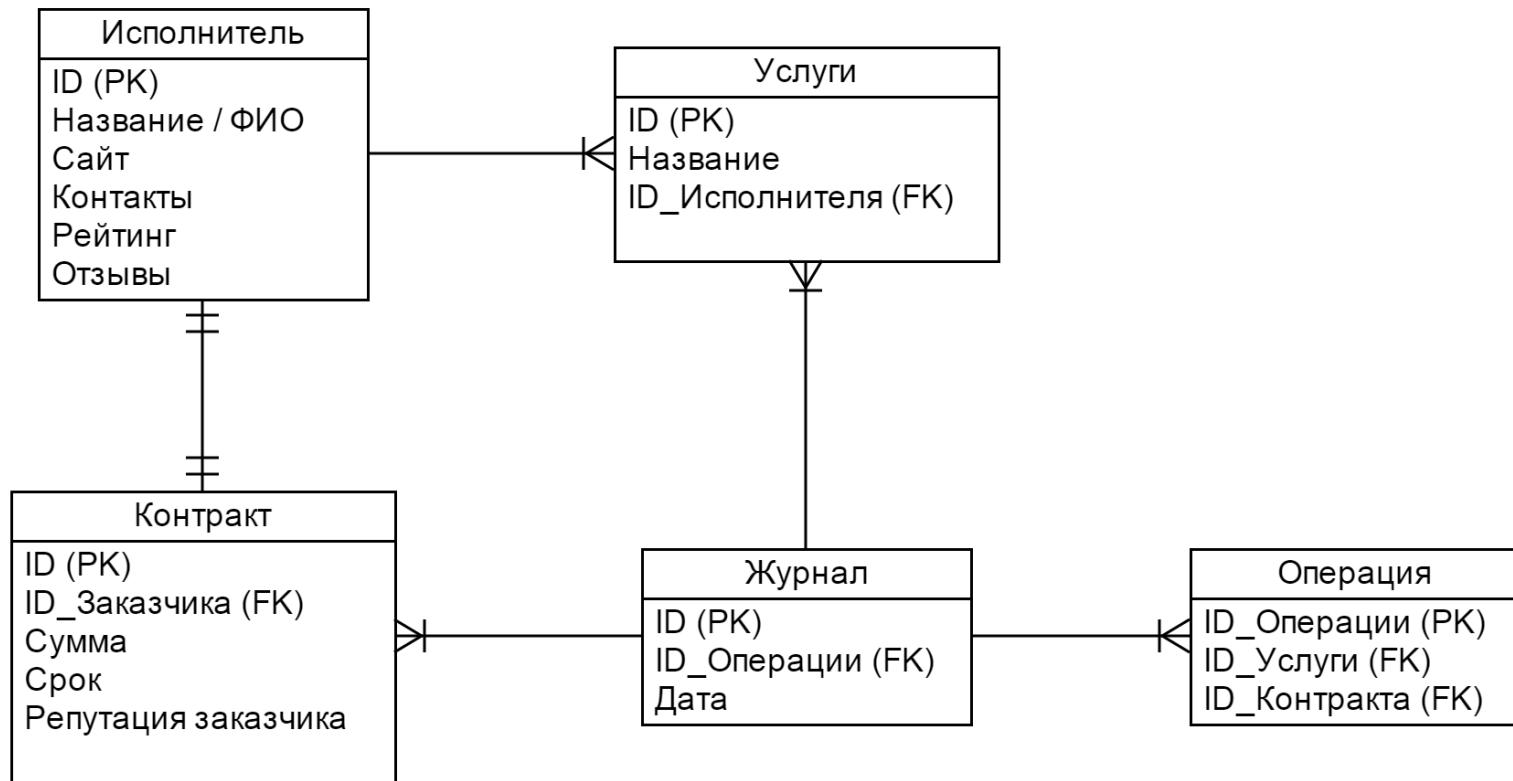 Исполнитель
ID (PK)
Название / ФИО
Сайт
Контакты
Рейтинг
Отзывы
Услуги
ID (PK)
Название
ID_Исполнителя (FK)
Контракт
ID (PK)
ID_Заказчика (FK)
Сумма
Срок
Репутация заказчика
Журнал
ID (PK)
ID_Операции (FK)
Дата
Операция
ID_Операции (PK)
ID_Услуги (FK)
ID_Контракта (FK)